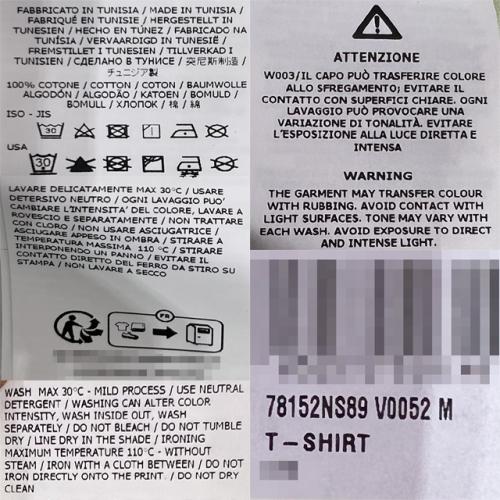 FABBRICATO IN TUNISIA / MADE IN TUNISIA /
FABRIQUÉ EN TUNISIE / HERGESTELLT IN
TUNESIEN / HECHO EN TÚNEZ / FABRICADO NA
TUNÍSIA / VERVAARDIGD IN TUNESIË /
FREMSTILLET I TUNESIEN / TILLVERKAD I
TUNISIEN / СДЕЛАНО В ТУНИСЕ / 突尼斯制造 /
チュニジア製
100% COTONE / COTTON / COTON / BAUMWOLLE
ALGODÓN / ALGODÃO / KATOEN / BOMULD /
BOMULL / ХЛОПОК / 棉 / 綿
ISO - JIS
30
USA
30
LAVARE DELICATAMENTE MAX 30°C / USARE
DETERSIVO NEUTRO / OGNI LAVAGGIO PUO'
CAMBIARE L'INTENSITA' DEL COLORE, LAVARE A
ROVESCIO E SEPARATAMENTE / NON TRATTARE
CON CLORO / NON USARE ASCIUGATRICE /
ASCIUGARE APPESO IN OMBRA / STIRARE A
TEMPERATURA MASSIMA 110 °C / STIRARE
INTERPONENDO UN PANNO / EVITARE IL
CONTATTO DIRETTO DEL FERRO DA STIRO SU
STAMPA / NON LAVARE A SECCO
FR
WASH MAX 30°C - MILD PROCESS / USE NEUTRAL
DETERGENT / WASHING CAN ALTER COLOR
INTENSITY, WASH INSIDE OUT, WASH
SEPARATELY / DO NOT BLEACH / DO NOT TUMBLE
DRY / LINE DRY IN THE SHADE / IRONING
MAXIMUM TEMPERATURE 110°C - WITHOUT
STEAM / IRON WITH A CLOTH BETWEEN / DO NOT
IRON DIRECTLY ONTO THE PRINT / DO NOT DRY
CLEAN
ATTENZIONE
W003/IL CAPO PUÒ TRASFERIRE COLORE
ALLO SFREGAMENTO; EVITARE IL
CONTATTO CON SUPERFICI CHIARE. OGNI
LAVAGGIO PUÒ PROVOCARE UNA
VARIAZIONE DI TONALITÀ. EVITARE
L'ESPOSIZIONE ALLA LUCE DIRETTA E
INTENSA
WARNING
THE GARMENT MAY TRANSFER COLOUR
WITH RUBBING. AVOID CONTACT WITH
LIGHT SURFACES. TONE MAY VARY WITH
EACH WASH. AVOID EXPOSURE TO DIRECT
AND INTENSE LIGHT.
78152NS89 V0052 M
T-SHIRT